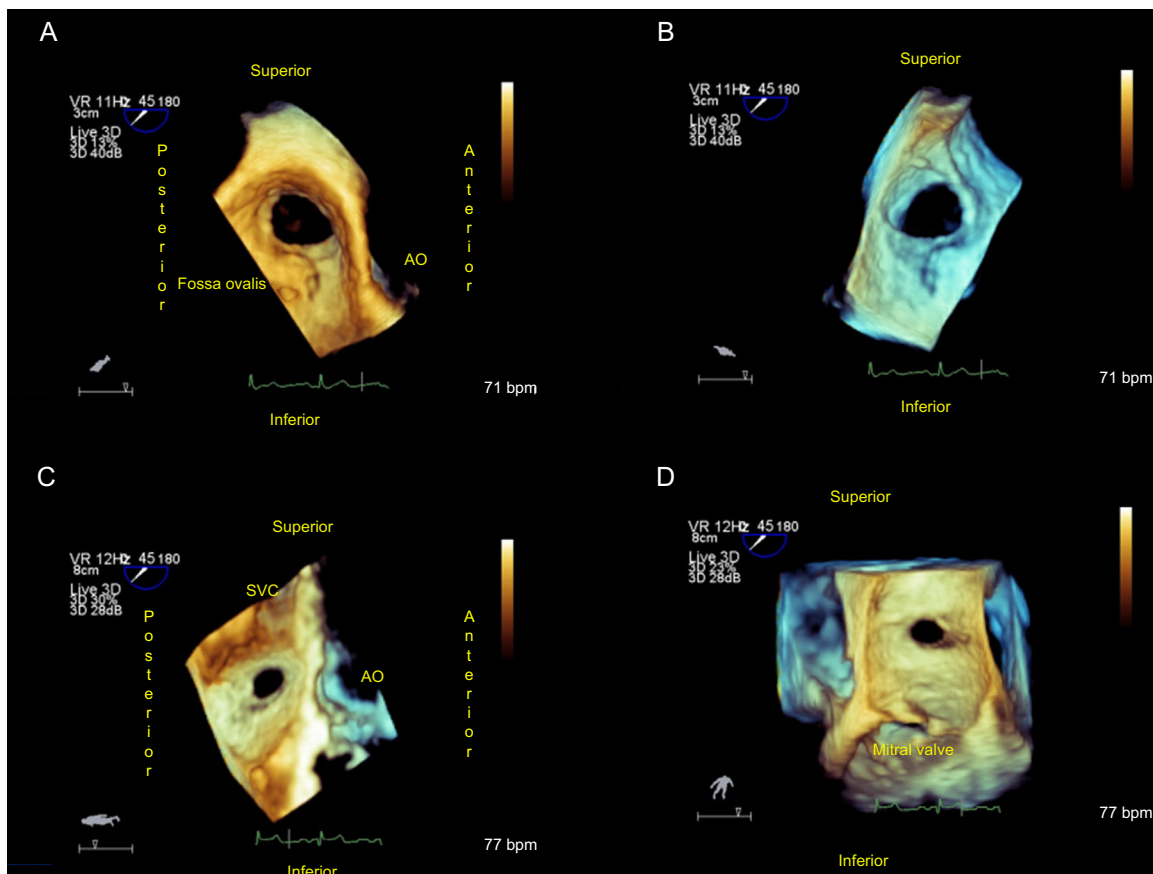 A
Superior
VR 11Hz 45 180
3cm
Live 3D
3D 13%
3D 40dB
Posterior
Anterior
AO
Fossa ovalis
71 bpm
Inferior
B
Superior
VR 11Hz 45 180
3cm
Live 3D
3D 13%
3D 40dB
71 bpm
Inferior
C
Superior
VR 12Hz 45 180
8cm
Live 3D
3D 30%
3D 28dB
SVC
Posterior
Anterior
AO
77 bpm
Inferior
D
Superior
VR 12Hz 45 180
8cm
Live 3D
3D 23%
3D 28dB
Mitral valve
77 bpm
Inferior